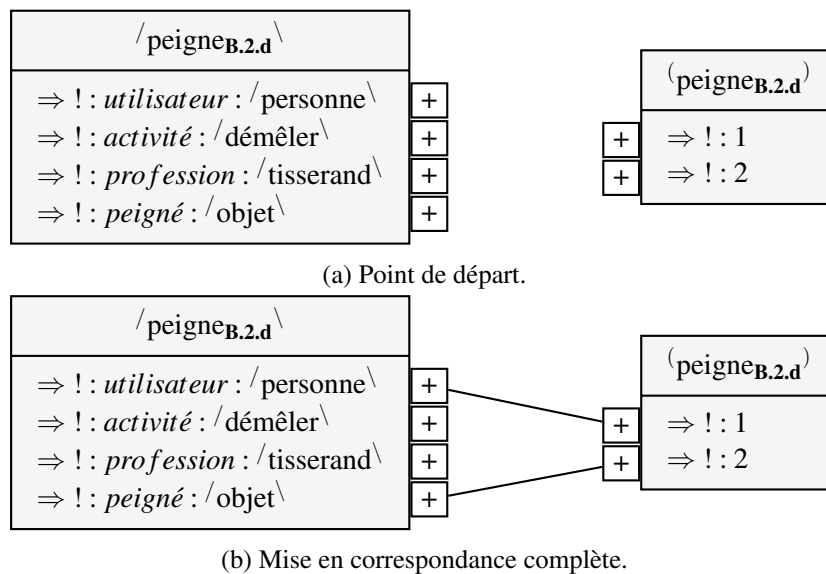 /peigneB.2.d\
⇒ ! : utilisateur : /personne\ +
⇒ ! : activité : /démêler\ +
⇒ ! : profession : /tisserand\ +
⇒ ! : peigné : /objet\ +
(peigneB.2.d)
+ ⇒ ! : 1
+ ⇒ ! : 2
(a) Point de départ.
/peigneB.2.d\
⇒ ! : utilisateur : /personne\ +
⇒ ! : activité : /démêler\ +
⇒ ! : profession : /tisserand\ +
⇒ ! : peigné : /objet\ +
(peigneB.2.d)
+ ⇒ ! : 1
+ ⇒ ! : 2
(b) Mise en correspondance complète.